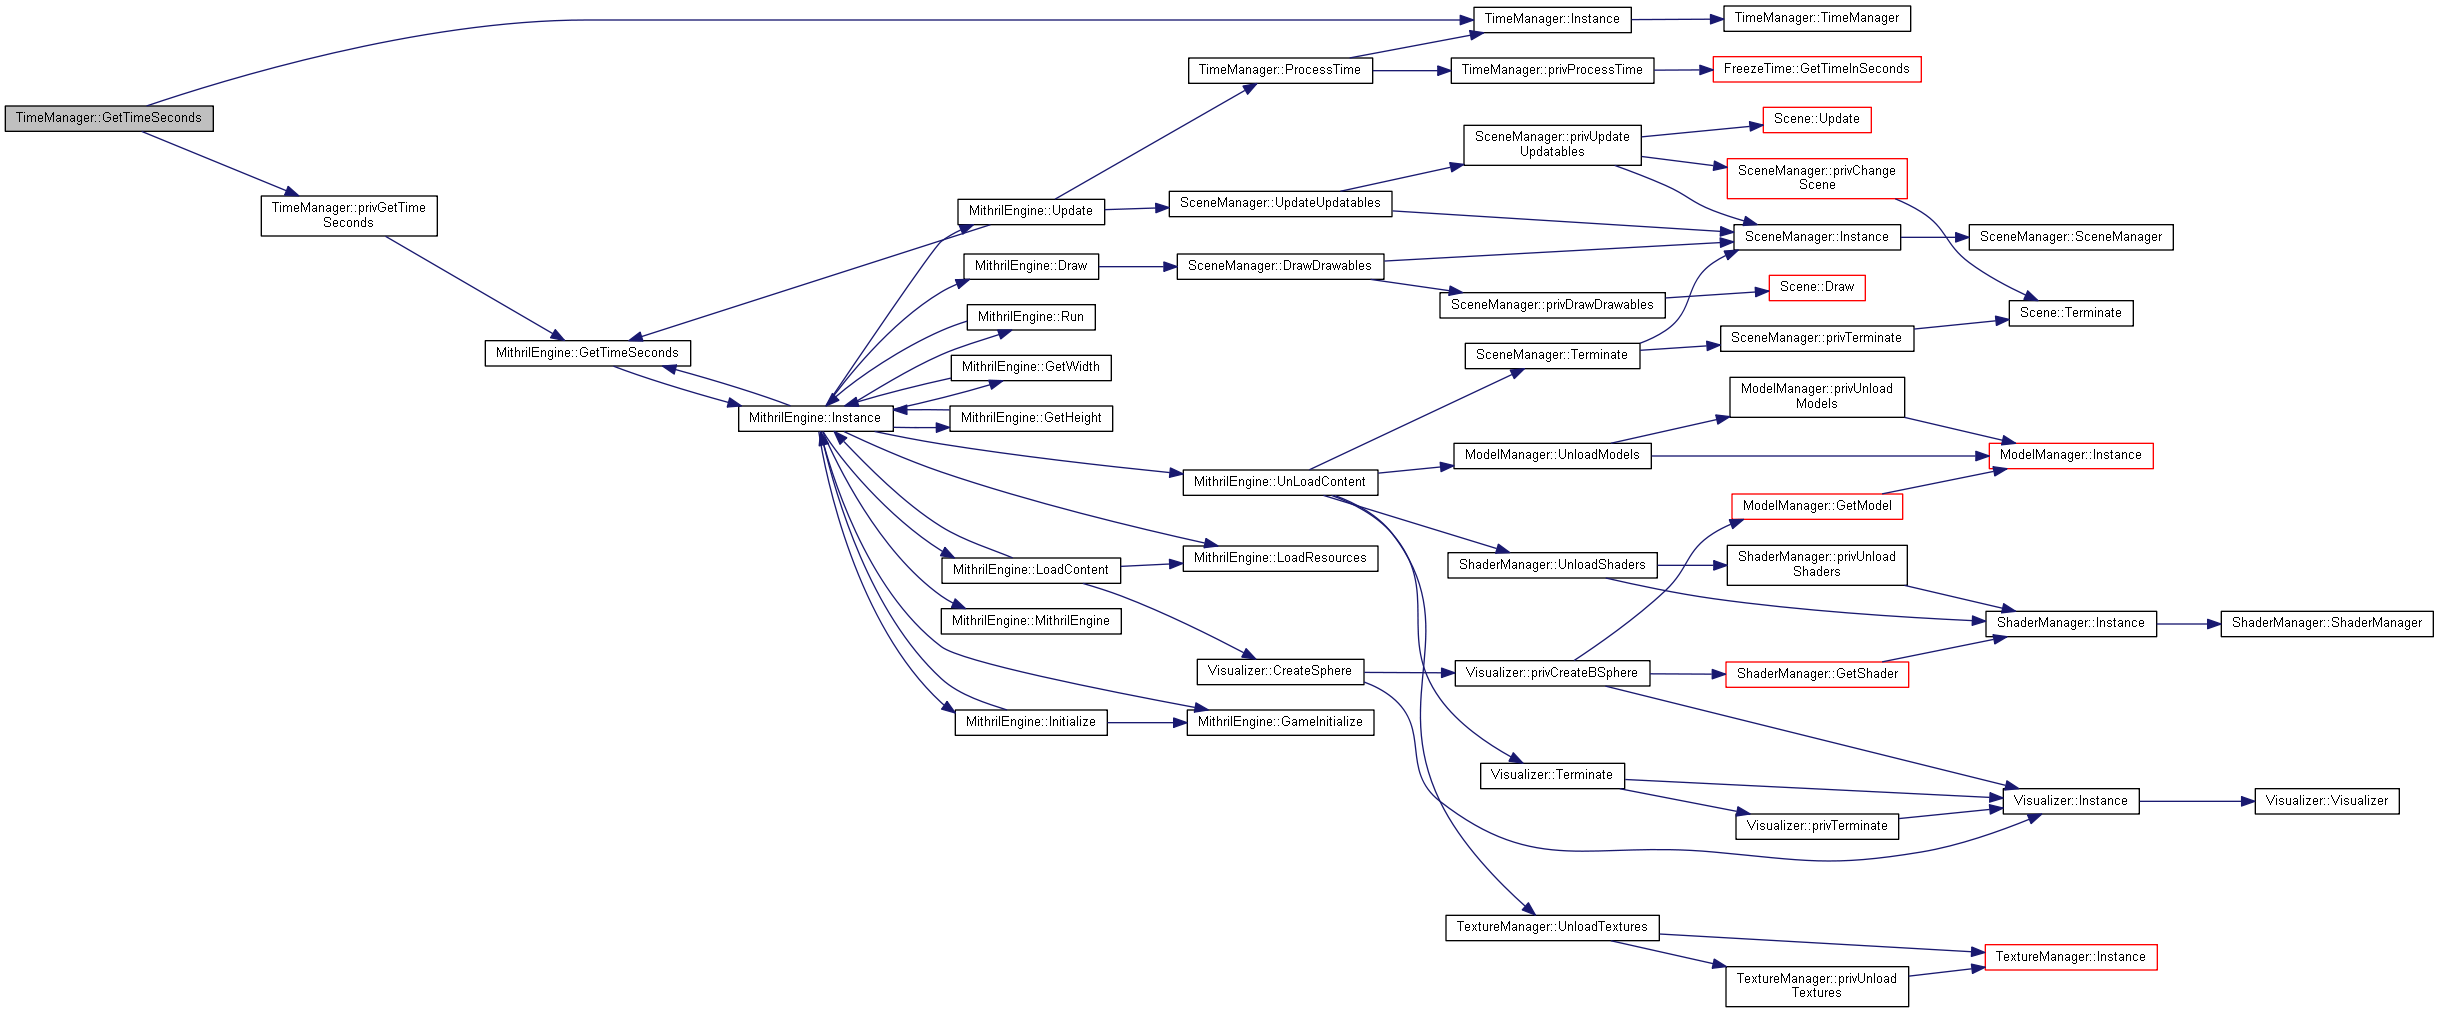 TimeManager::GetTimeSeconds
TimeManager::privGetTime
Seconds
MithrilEngine::GetTimeSeconds
MithrilEngine::Instance
MithrilEngine::Update
MithrilEngine::Draw
MithrilEngine::Run
MithrilEngine::GetWidth
MithrilEngine::GetHeight
MithrilEngine::LoadContent
MithrilEngine::MithrilEngine
MithrilEngine::Initialize
TimeManager::ProcessTime
SceneManager::UpdateUpdatables
SceneManager::DrawDrawables
MithrilEngine::UnLoadContent
MithrilEngine::LoadResources
Visualizer::CreateSphere
MithrilEngine::GameInitialize
TimeManager::Instance
TimeManager::privProcessTime
SceneManager::privUpdate
Updatables
SceneManager::privDrawDrawables
SceneManager::Terminate
ModelManager::UnloadModels
ShaderManager::UnloadShaders
Visualizer::privCreateBSphere
Visualizer::Terminate
TextureManager::UnloadTextures
TimeManager::TimeManager
FreezeTime::GetTimeInSeconds
Scene::Update
SceneManager::privChange
Scene
SceneManager::Instance
Scene::Draw
SceneManager::privTerminate
ModelManager::privUnload
Models
ModelManager::GetModel
ShaderManager::privUnload
Shaders
ShaderManager::GetShader
Visualizer::privTerminate
TextureManager::privUnload
Textures
SceneManager::SceneManager
Scene::Terminate
ModelManager::Instance
ShaderManager::Instance
Visualizer::Instance
TextureManager::Instance
ShaderManager::ShaderManager
Visualizer::Visualizer